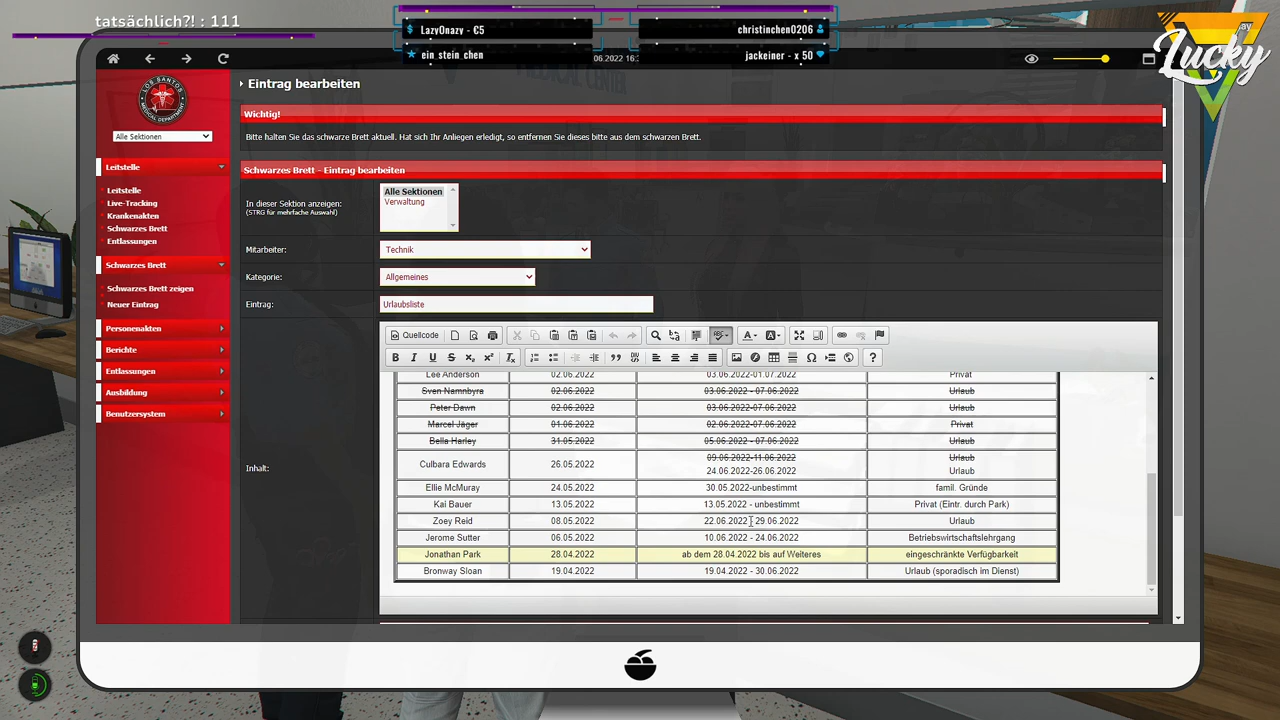 tatsächlich?! : 111
LazyOnazy - €5
christinchen0206
ein_stein_chen
jackeiner - x 50
Lucky
.06.2022 16:
LOS SANTOS
MEDICAL DEPARTMENT
Alle Sektionen
Leitstelle
Leitstelle
Live-Tracking
Krankenakten
Schwarzes Brett
Entlassungen
Schwarzes Brett
Schwarzes Brett zeigen
Neuer Eintrag
Personenakten
Berichte
Entlassungen
Ausbildung
Benutzersystem
Eintrag bearbeiten
Wichtig!
Bitte halten Sie das schwarze Brett aktuell. Hat sich Ihr Anliegen erledigt, so entfernen Sie dieses bitte aus dem schwarzen Brett.
Schwarzes Brett - Eintrag bearbeiten
In dieser Sektion anzeigen:
(STRG für mehrfache Auswahl)
Alle Sektionen
Verwaltung
Mitarbeiter: Technik
Kategorie: Allgemeines
Eintrag: Urlaubsliste
Inhalt:
Quellcode
Lee Anderson 02.06.2022 03.06.2022-01.07.2022 Privat
Sven Namnbyre 02.06.2022 03.06.2022 - 07.06.2022 Urlaub
Peter Dawn 02.06.2022 03.06.2022-07.06.2022 Urlaub
Marcel Jäger 01.06.2022 02.06.2022-07.06.2022 Privat
Bella Harley 31.05.2022 05.06.2022 - 07.06.2022 Urlaub
09.06.2022-11.06.2022 Urlaub
Culbara Edwards 26.05.2022
24.06.2022-26.06.2022 Urlaub
Ellie McMuray 24.05.2022 30.05.2022-unbestimmt famil. Gründe
Kai Bauer 13.05.2022 13.05.2022 - unbestimmt Privat (Eintr. durch Park)
Zoey Reid 08.05.2022 22.06.2022 - 29.06.2022 Urlaub
Jerome Sutter 06.05.2022 10.06.2022 - 24.06.2022 Betriebswirtschaftslehrgang
Jonathan Park 28.04.2022 ab dem 28.04.2022 bis auf Weiteres eingeschränkte Verfügbarkeit
Bronway Sloan 19.04.2022 19.04.2022 - 30.06.2022 Urlaub (sporadisch im Dienst)